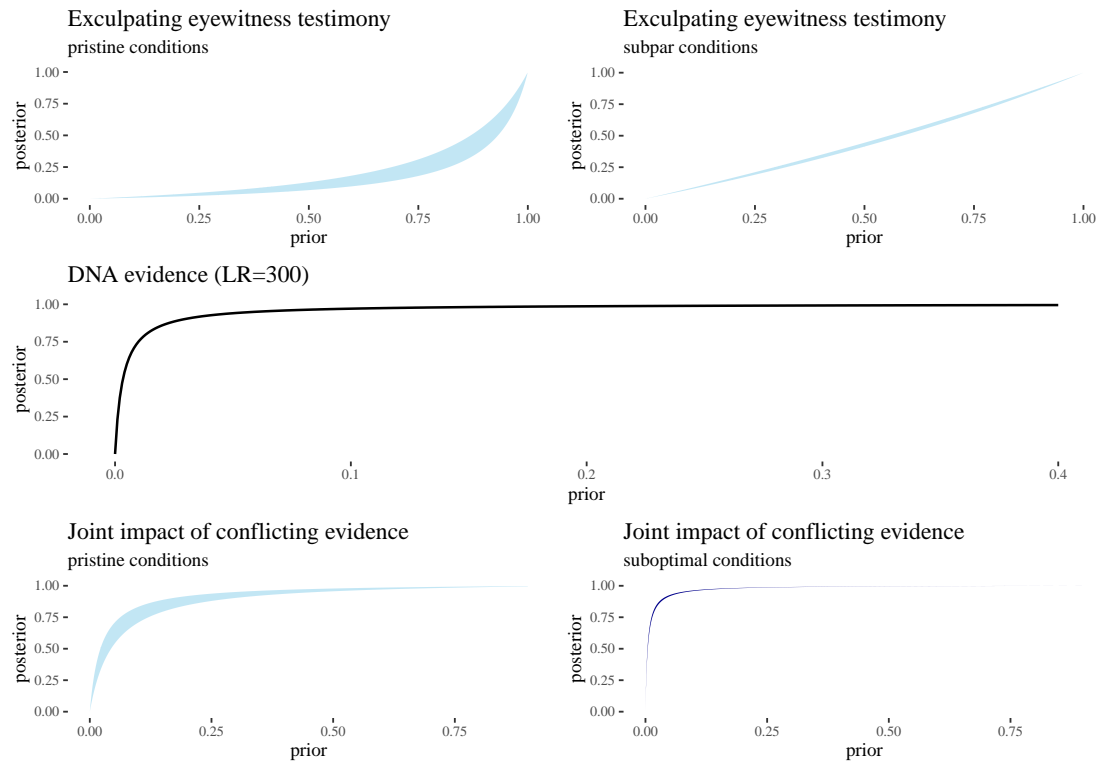 Exculpating eyewitness testimony
pristine conditions
1.00
0.75
0.50
0.25
0.00
posterior
0.00 0.25 0.50 0.75 1.00
prior
Exculpating eyewitness testimony
subpar conditions
1.00
0.75
0.50
0.25
0.00
posterior
0.00 0.25 0.50 0.75 1.00
prior
DNA evidence (LR=300)
1.00
0.75
0.50
0.25
0.00
posterior
0.0 0.1 0.2 0.3 0.4
prior
Joint impact of conflicting evidence
pristine conditions
1.00
0.75
0.50
0.25
0.00
posterior
0.00 0.25 0.50 0.75
prior
Joint impact of conflicting evidence
suboptimal conditions
1.00
0.75
0.50
0.25
0.00
posterior
0.00 0.25 0.50 0.75
prior